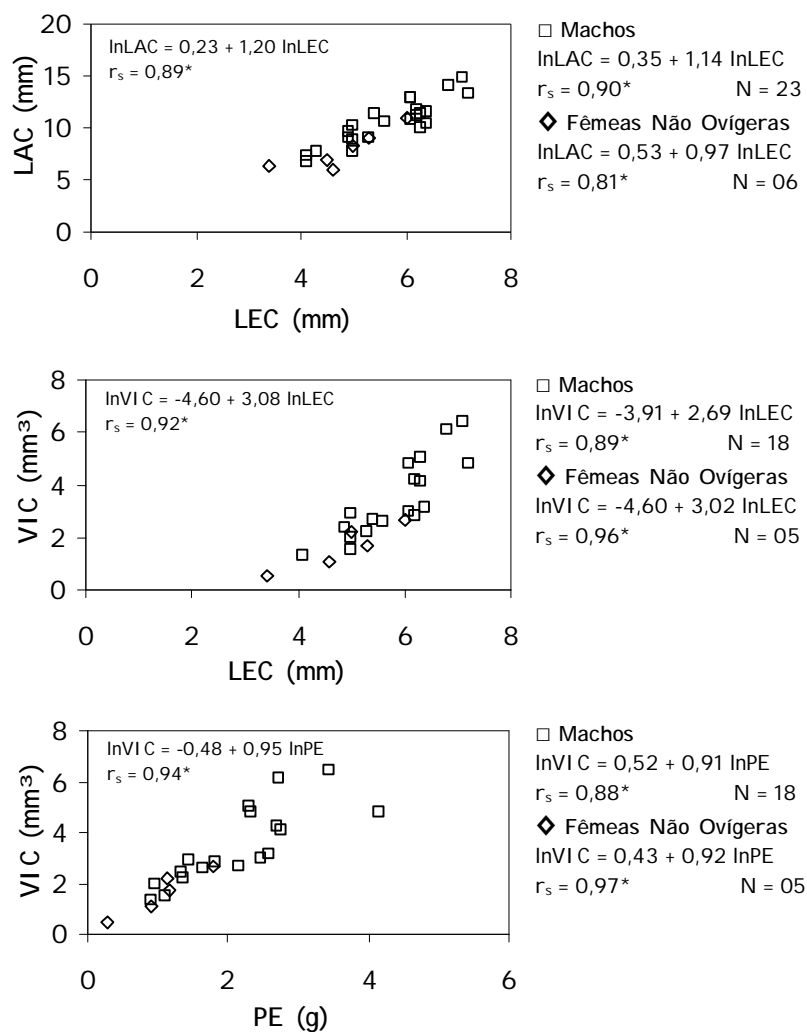 20
15
10
5
0
LAC (mm)
lnLAC = 0,23 + 1,20 lnLEC
rs = 0,89*
0 2 4 6 8
LEC (mm)
□ Machos
lnLAC = 0,35 + 1,14 lnLEC
rs = 0,90* N = 23
◇ Fêmeas Não Ovígeras
lnLAC = 0,53 + 0,97 lnLEC
rs = 0,81* N = 06
8
6
4
2
0
VIC (mm³)
lnVIC = -4,60 + 3,08 lnLEC
rs = 0,92*
0 2 4 6 8
LEC (mm)
□ Machos
lnVIC = -3,91 + 2,69 lnLEC
rs = 0,89* N = 18
◇ Fêmeas Não Ovígeras
lnVIC = -4,60 + 3,02 lnLEC
rs = 0,96* N = 05
8
6
4
2
0
VIC (mm³)
lnVIC = -0,48 + 0,95 lnPE
rs = 0,94*
0 2 4 6
PE (g)
□ Machos
lnVIC = 0,52 + 0,91 lnPE
rs = 0,88* N = 18
◇ Fêmeas Não Ovígeras
lnVIC = 0,43 + 0,92 lnPE
rs = 0,97* N = 05